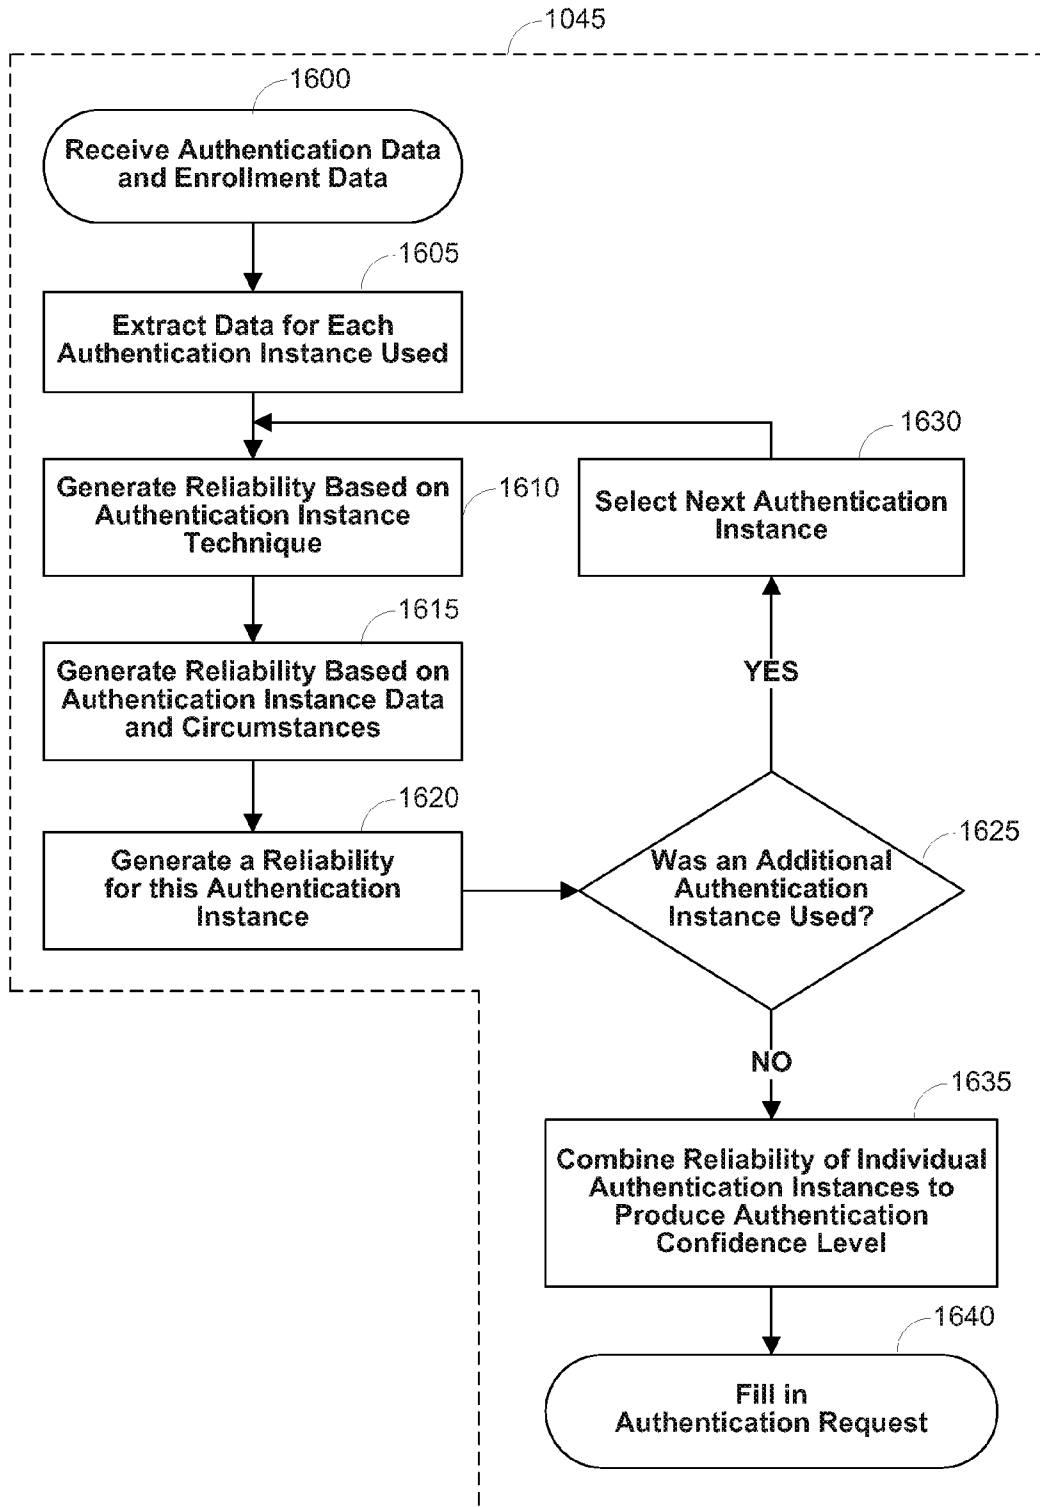 1045
1600
Receive Authentication Data
and Enrollment Data
1605
Extract Data for Each
Authentication Instance Used
1630
Generate Reliability Based on
Authentication Instance
Technique
1610
Select Next Authentication
Instance
1615
Generate Reliability Based on
Authentication Instance Data
and Circumstances
YES
1620
Generate a Reliability
for this Authentication
Instance
1625
Was an Additional
Authentication
Instance Used?
NO
1635
Combine Reliability of Individual
Authentication Instances to
Produce Authentication
Confidence Level
1640
Fill in
Authentication Request